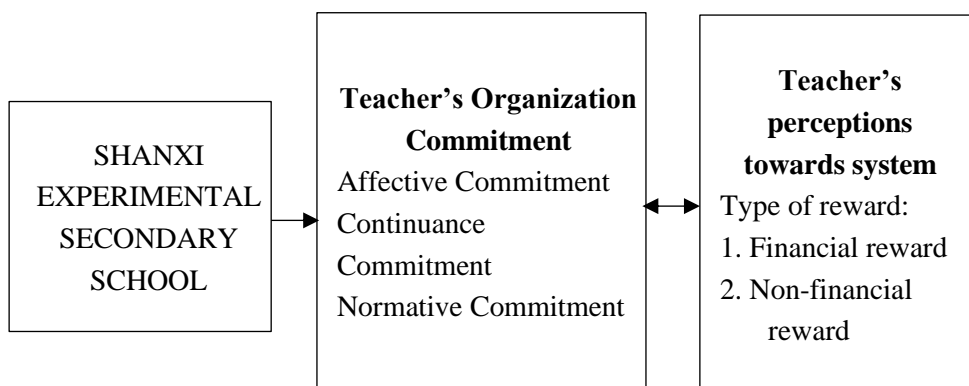 SHANXI
EXPERIMENTAL
SECONDARY
SCHOOL
Teacher’s Organization
Commitment
Affective Commitment
Continuance
Commitment
Normative Commitment
Teacher’s
perceptions
towards system
Type of reward:
1. Financial reward
2. Non-financial
reward